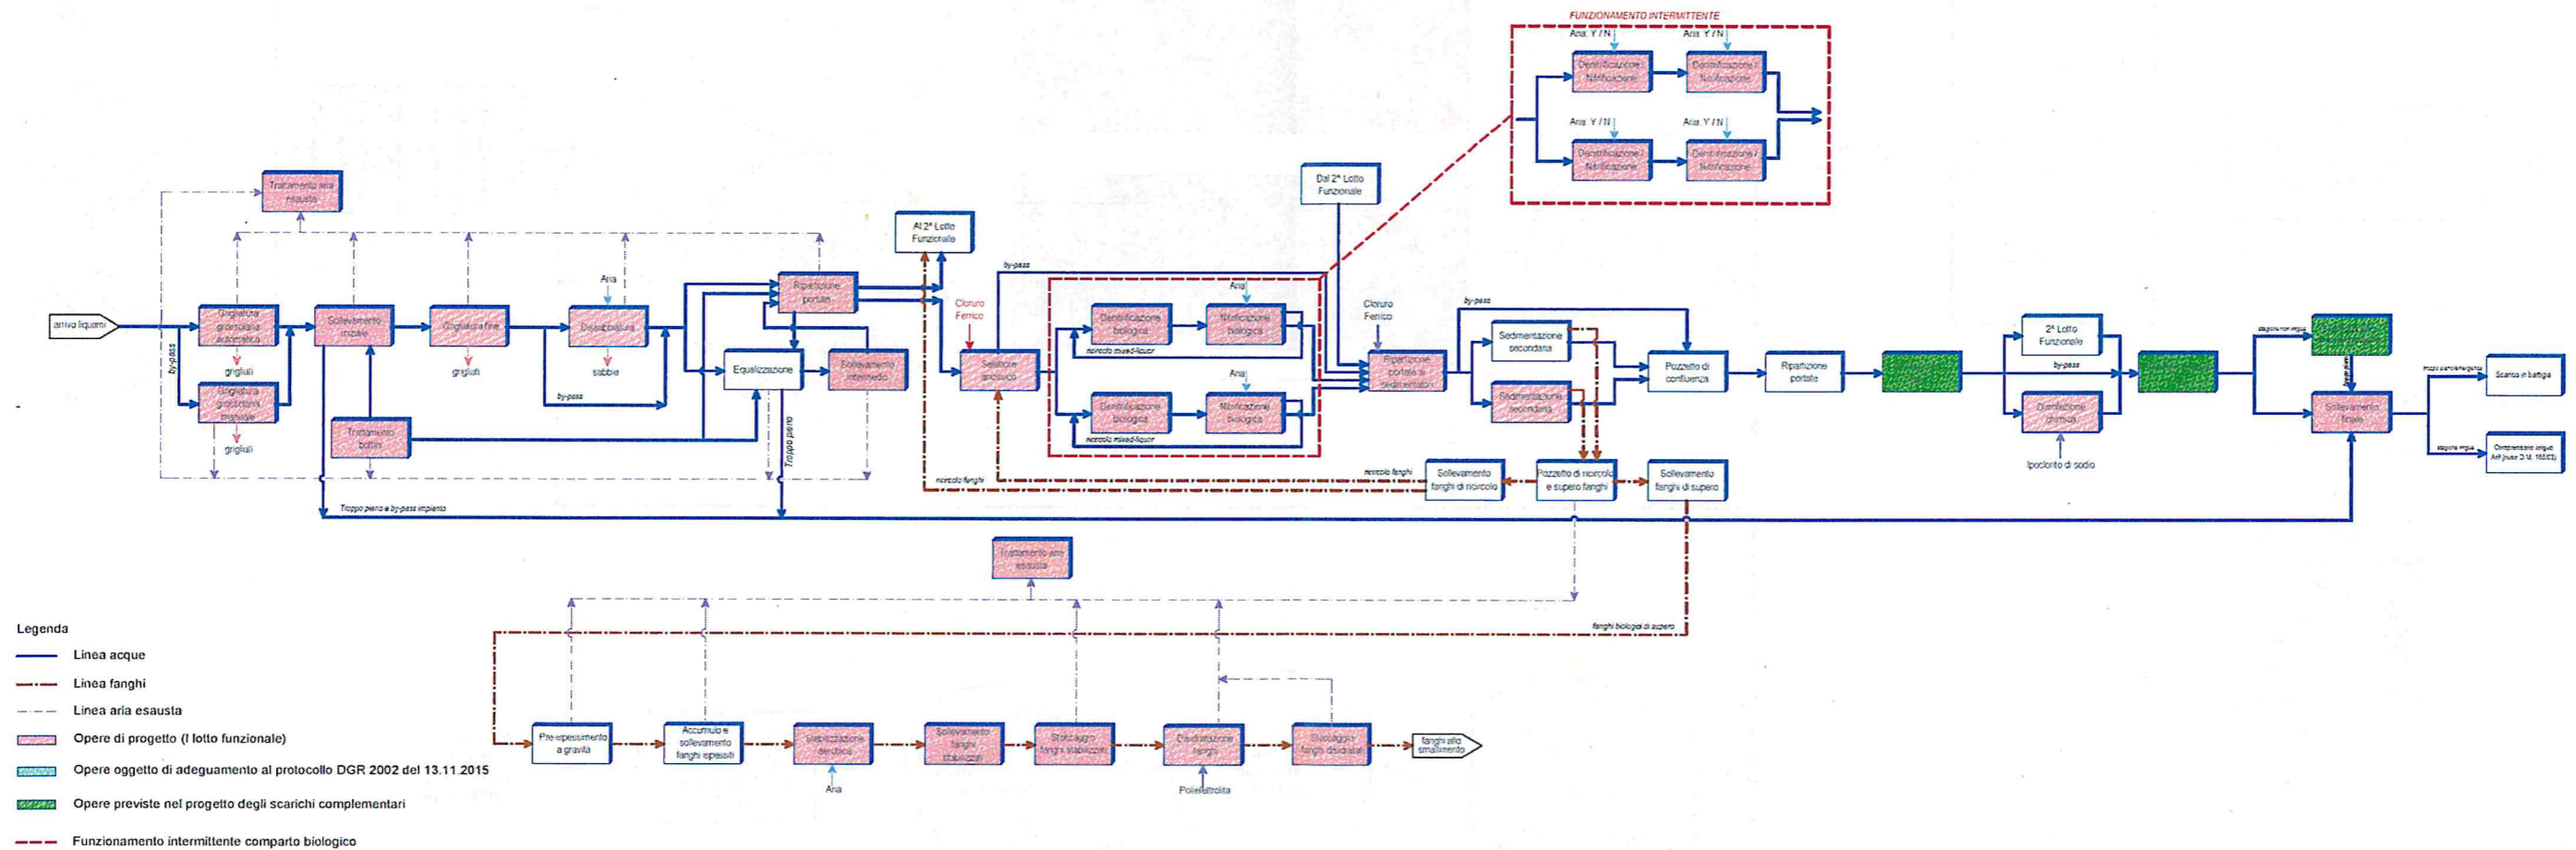 FUNZIONAMENTO INTERMITTENTE
Aria: Y / N
Aria: Y / N
Denitrificazione /
Nitrificazione
Denitrificazione /
Nitrificazione
Aria: Y / N
Aria: Y / N
Denitrificazione /
Nitrificazione
Denitrificazione /
Nitrificazione
Trattamento aria
esausta
Dal 2° Lotto
Funzionale
Al 2° Lotto
Funzionale
arrivo liquami
by-pass
Grigliatura
grossolana
automatica
grigliati
Grigliatura
grossolana
manuale
grigliati
Sollevamento
iniziale
Trattamento
bottini
Grigliatura fine
grigliati
Aria
Dissabbiatura
sabbie
by-pass
Ripartizione
portate
Equalizzazione
Sollevamento
intermedio
Troppo pieno
Cloruro
Ferrico
Selettore
anossico
by-pass
Denitrificazione
biologica
Aria
Nitrificazione
biologica
ricircolo mixed-liquor
Denitrificazione
biologica
Aria
Nitrificazione
biologica
ricircolo mixed-liquor
Cloruro
Ferrico
Ripartizione
portate ai
sedimentatori
by-pass
Sedimentazione
secondaria
Sedimentazione
secondaria
Pozzetto di
confluenza
Ripartizione
portate
2° Lotto
Funzionale
by-pass
Disinfezione
chimica
Ipoclorito di sodio
stagione non irrigua
by-pass
Sollevamento
finale
Scarico in battigia
stagione irrigua
Comprensorio irriguo
ricircolo fanghi
ricircolo fanghi
Sollevamento
fanghi di ricircolo
Pozzetto di ricircolo
e supero fanghi
Sollevamento
fanghi di supero
Troppo pieno e by-pass impianto
Trattamento aria
esausta
fanghi biologici di supero
Pre-ispessimento
a gravità
Accumulo e
sollevamento
fanghi ispessiti
Stabilizzazione
aerobica
Aria
Sollevamento
fanghi
stabilizzati
Stoccaggio
fanghi stabilizzati
Disidratazione
fanghi
Polielettrolita
Stoccaggio
fanghi disidratati
fanghi allo
smaltimento
Legenda
Linea acque
Linea fanghi
Linea aria esausta
Opere di progetto (I lotto funzionale)
Opere oggetto di adeguamento al protocollo DGR 2002 del 13.11.2015
Opere previste nel progetto degli scarichi complementari
Funzionamento intermittente comparto biologico